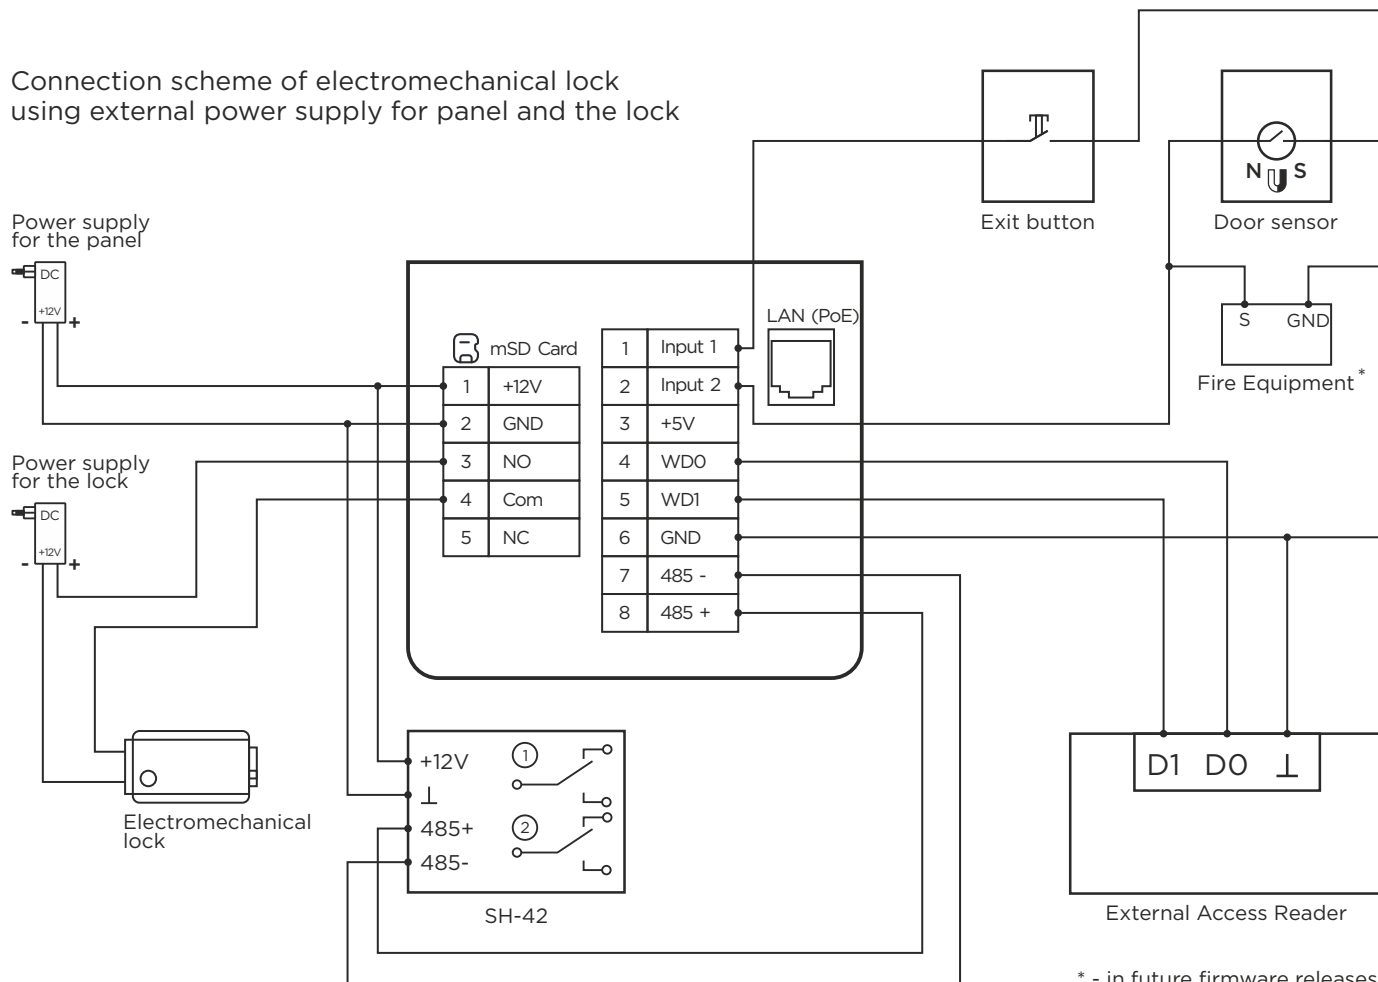 Connection scheme of electromechanical lock
using external power supply for panel and the lock
Exit button
N S
Door sensor
S GND
Fire Equipment *
Power supply
for the panel
DC
+12V
- +
Power supply
for the lock
DC
+12V
- +
mSD Card
1 +12V
2 GND
3 NO
4 Com
5 NC
LAN (PoE)
1 Input 1
2 Input 2
3 +5V
4 WD0
5 WD1
6 GND
7 485 -
8 485 +
Electromechanical
lock
+12V
485+
485-
1
2
SH-42
D1 D0
External Access Reader
* - in future firmware releases